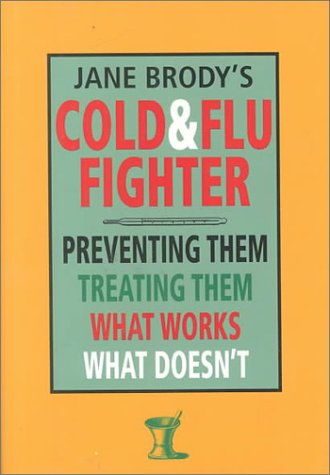 JANE BRODY'S
COLD&FLU
FIGHTER
PREVENTING THEM
TREATING THEM
WHAT WORKS
WHAT DOESN'T